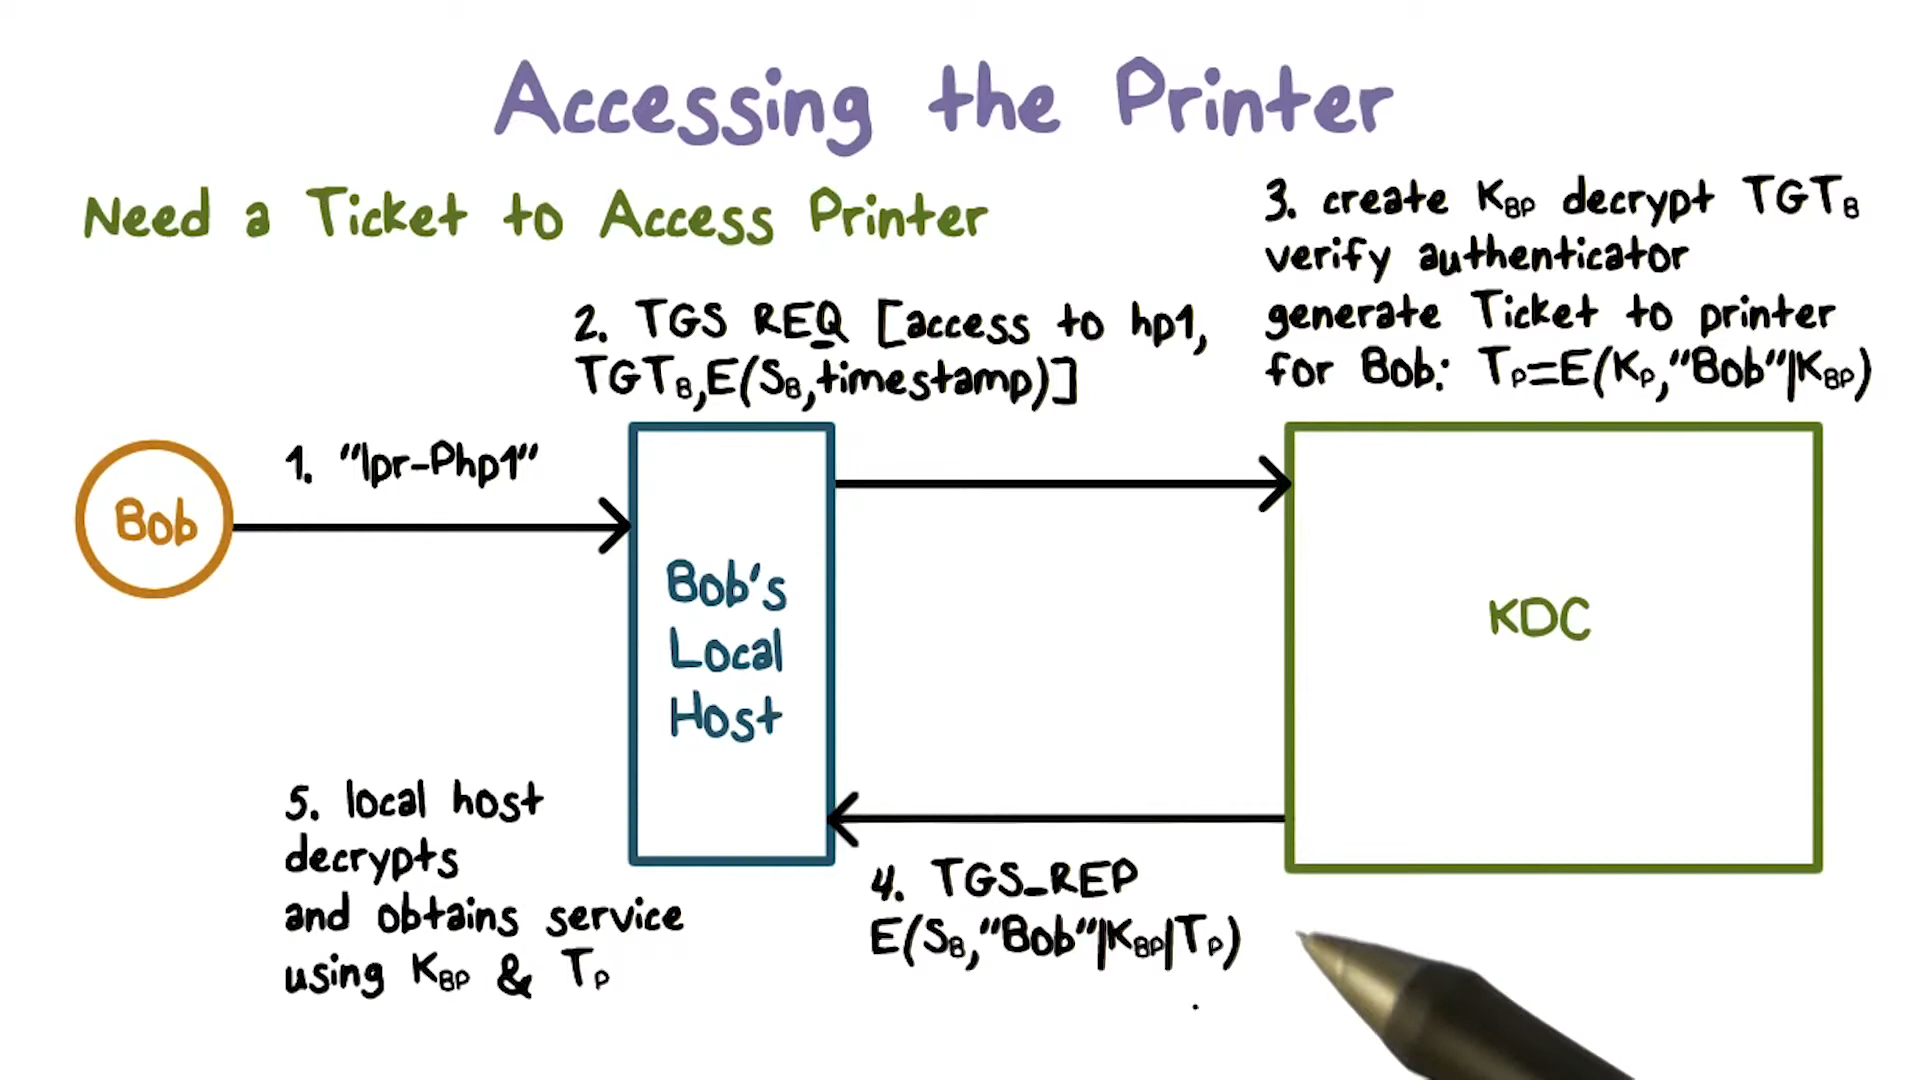 Accessing the Printer
Need a Ticket to Access Printer
3. create K_BP decrypt TGT_B
verify authenticator
generate Ticket to printer
for Bob: T_P=E(K_P,"Bob"|K_BP)
2. TGS REQ [access to hp1,
TGT_B,E(S_B,timestamp)]
1. "lpr-Php1"
Bob
Bob's
Local
Host
KDC
5. local host
decrypts
and obtains service
using K_BP & T_P
4. TGS_REP
E(S_B,"Bob"|K_BP|T_P)